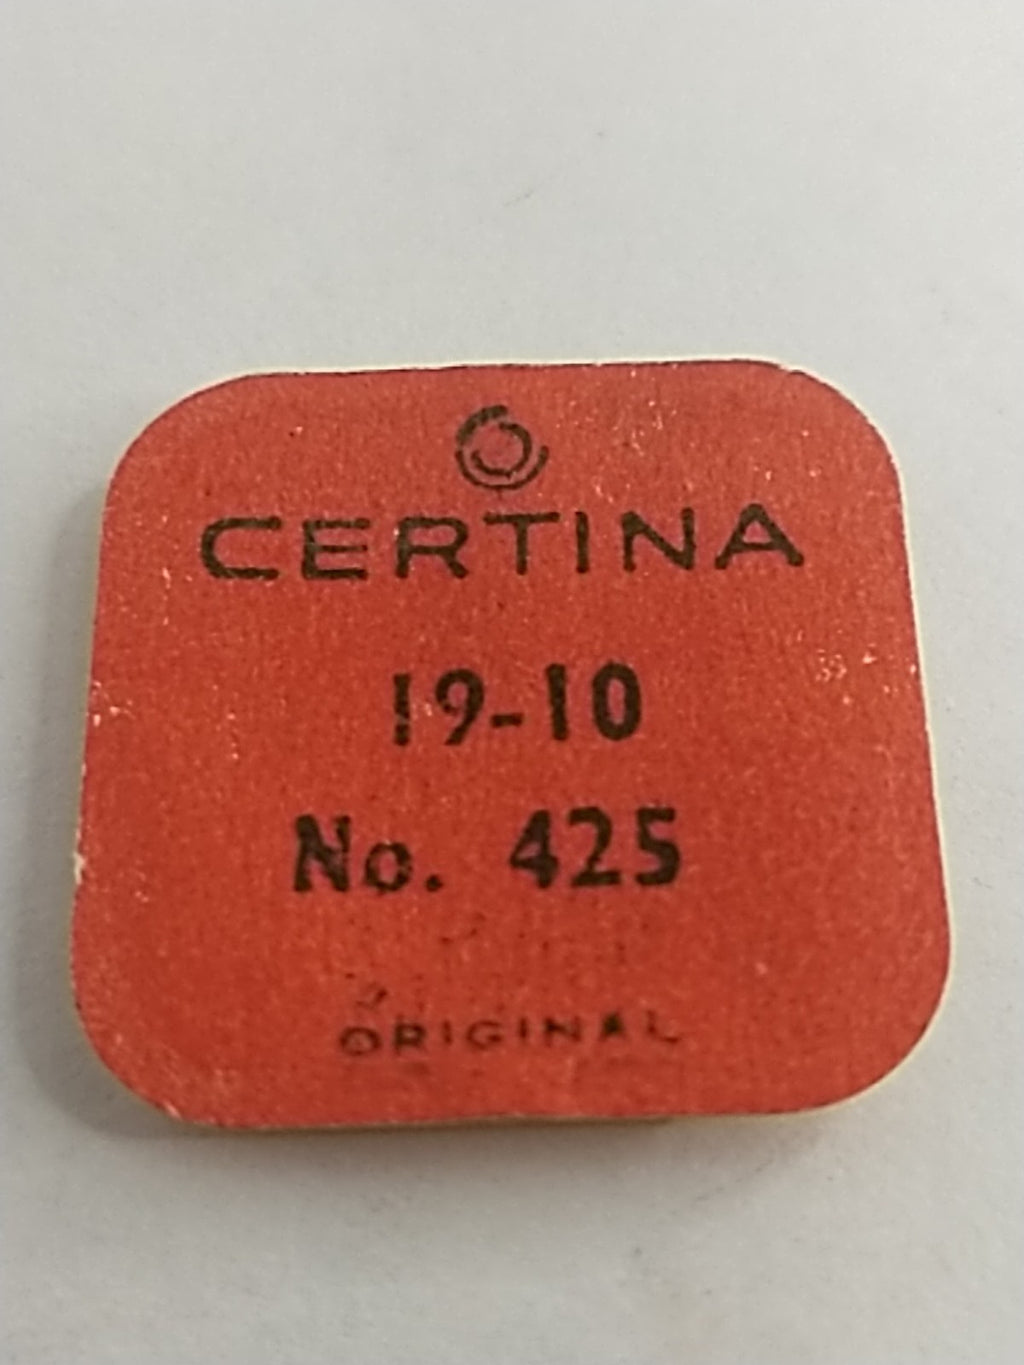 CERTINA
19-10
No. 425
ORIGINAL